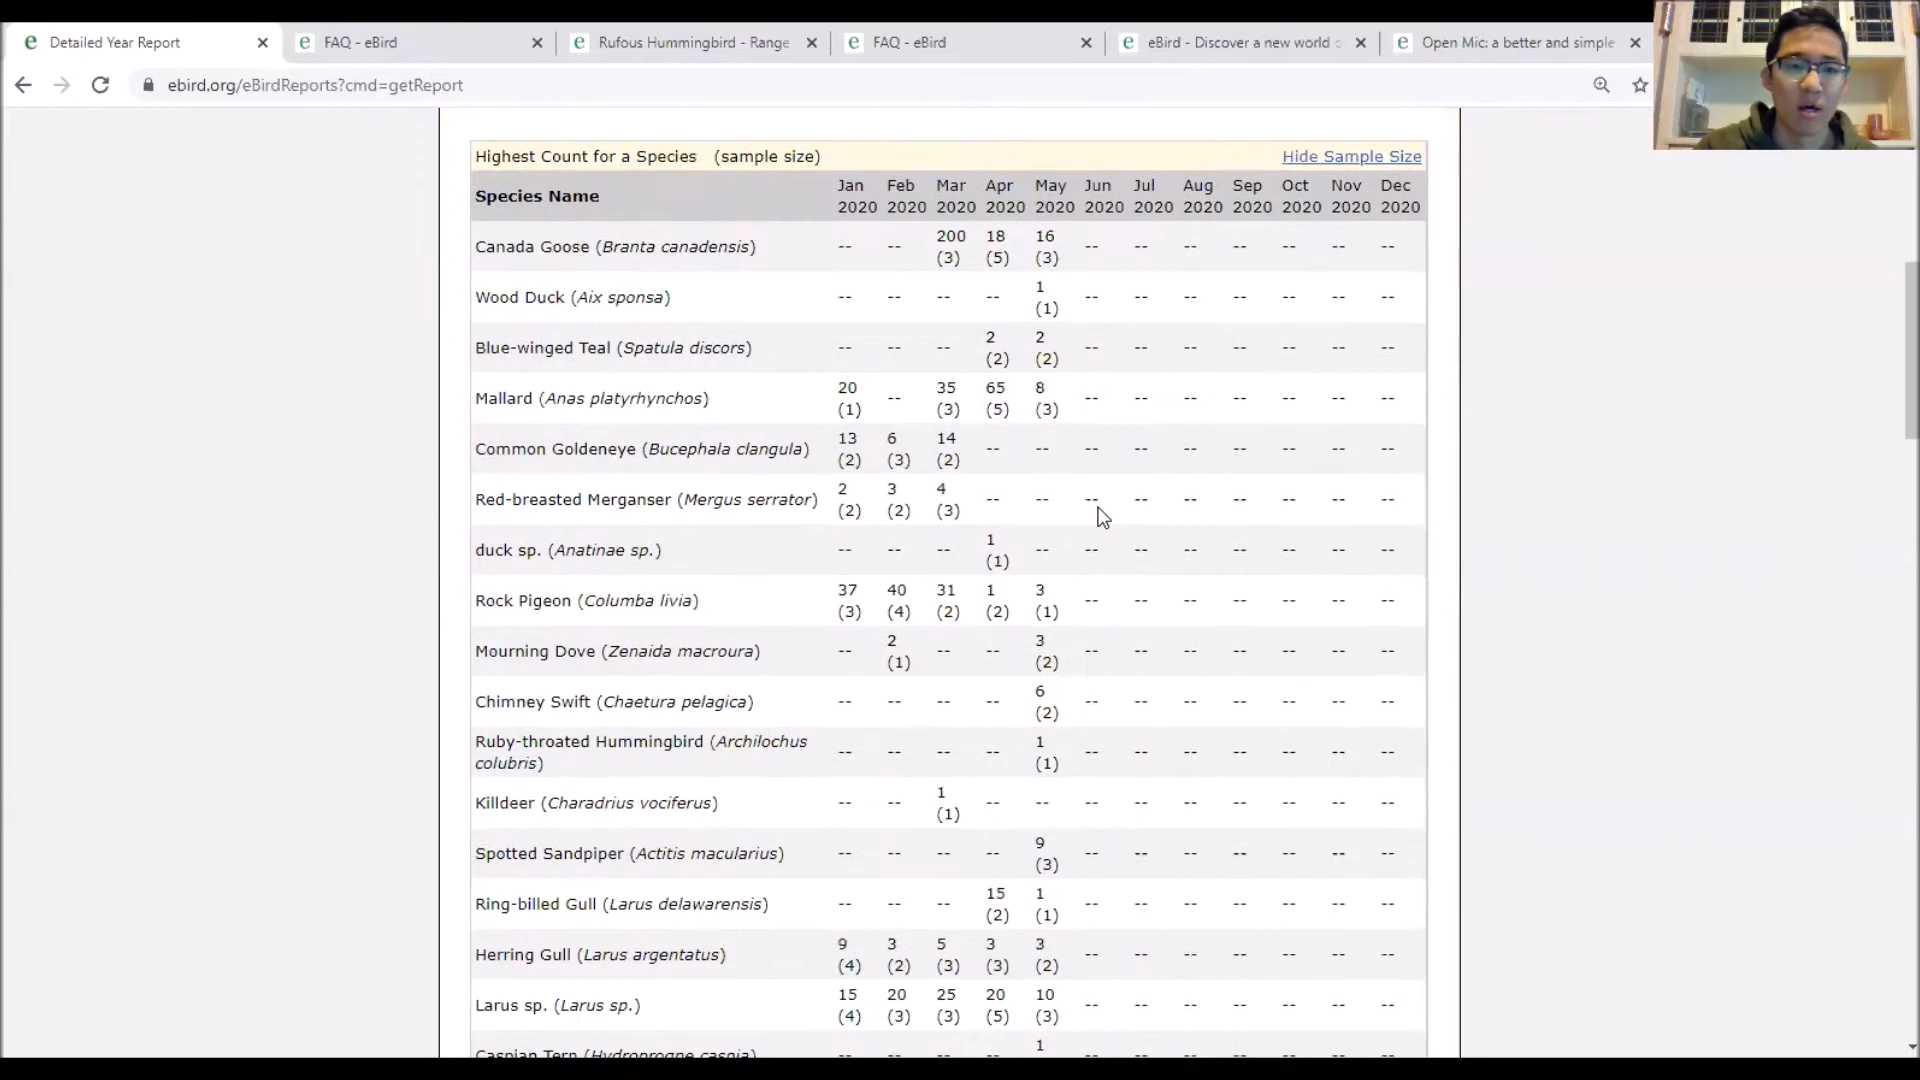 Detailed Year Report
FAQ - eBird
Rufous Hummingbird - Range
FAQ - eBird
eBird - Discover a new world
Open Mic: a better and simple
ebird.org/eBirdReports?cmd=getReport
Highest Count for a Species (sample size) Hide Sample Size
Species Name Jan 2020 Feb 2020 Mar 2020 Apr 2020 May 2020 Jun 2020 Jul 2020 Aug 2020 Sep 2020 Oct 2020 Nov 2020 Dec 2020
Canada Goose (Branta canadensis) -- -- 200 (3) 18 (5) 16 (3) -- -- -- -- -- -- --
Wood Duck (Aix sponsa) -- -- -- -- 1 (1) -- -- -- -- -- -- --
Blue-winged Teal (Spatula discors) -- -- -- 2 (2) 2 (2) -- -- -- -- -- -- --
Mallard (Anas platyrhynchos) 20 (1) -- 35 (3) 65 (5) 8 (3) -- -- -- -- -- -- --
Common Goldeneye (Bucephala clangula) 13 (2) 6 (3) 14 (2) -- -- -- -- -- -- -- -- --
Red-breasted Merganser (Mergus serrator) 2 (2) 3 (2) 4 (3) -- -- -- -- -- -- -- -- --
duck sp. (Anatinae sp.) -- -- -- 1 (1) -- -- -- -- -- -- -- --
Rock Pigeon (Columba livia) 37 (3) 40 (4) 31 (2) 1 (2) 3 (1) -- -- -- -- -- -- --
Mourning Dove (Zenaida macroura) -- 2 (1) -- -- 3 (2) -- -- -- -- -- -- --
Chimney Swift (Chaetura pelagica) -- -- -- -- 6 (2) -- -- -- -- -- -- --
Ruby-throated Hummingbird (Archilochus colubris) -- -- -- -- 1 (1) -- -- -- -- -- -- --
Killdeer (Charadrius vociferus) -- -- 1 (1) -- -- -- -- -- -- -- -- --
Spotted Sandpiper (Actitis macularius) -- -- -- -- 9 (3) -- -- -- -- -- -- --
Ring-billed Gull (Larus delawarensis) -- -- -- 15 (2) 1 (1) -- -- -- -- -- -- --
Herring Gull (Larus argentatus) 9 (4) 3 (2) 5 (3) 3 (3) 3 (2) -- -- -- -- -- -- --
Larus sp. (Larus sp.) 15 (4) 20 (3) 25 (3) 20 (5) 10 (3) -- -- -- -- -- -- --
Caspian Tern (Hydroprogne caspia) -- -- -- -- 1 -- -- -- -- -- -- --